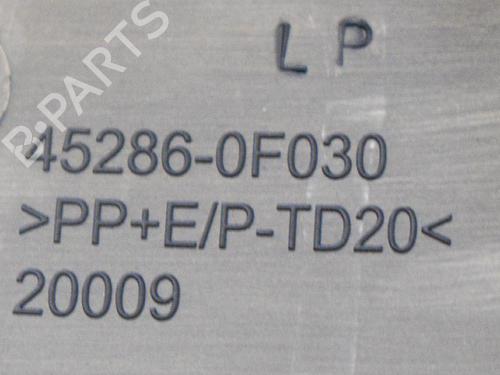 B-PARTS
L P
45286-0F030
>PP+E/P-TD20<
20009